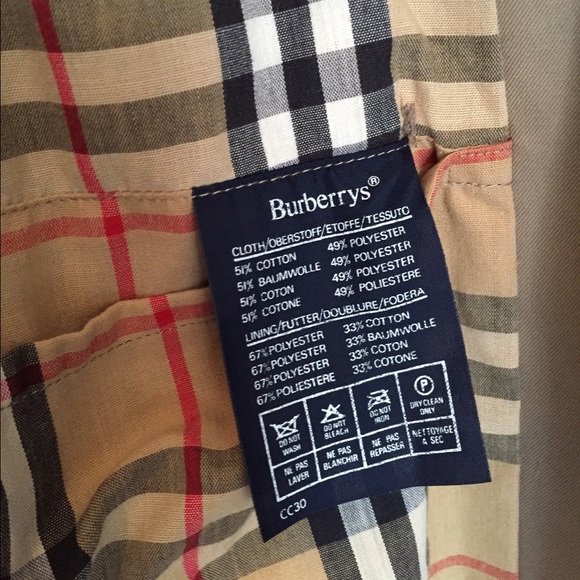 Burberrys®
CLOTH/OBERSTOFF/ETOFFE/TESSUTO
51% COTTON 49% POLYESTER
51% BAUMWOLLE 49% POLYESTER
51% COTON 49% POLYESTER
51% COTONE 49% POLIESTERE
LINING/FUTTER/DOUBLURE/FODERA
67% POLYESTER 33% COTTON
67% POLYESTER 33% BAUMWOLLE
67% POLYESTER 33% COTON
67% POLIESTERE 33% COTONE
P
DO NOT WASH DO NOT BLEACH DO NOT IRON DRY CLEAN ONLY
NE PAS LAVER NE PAS BLANCHIR NE PAS REPASSER NETTOYAGE A SEC
CC30